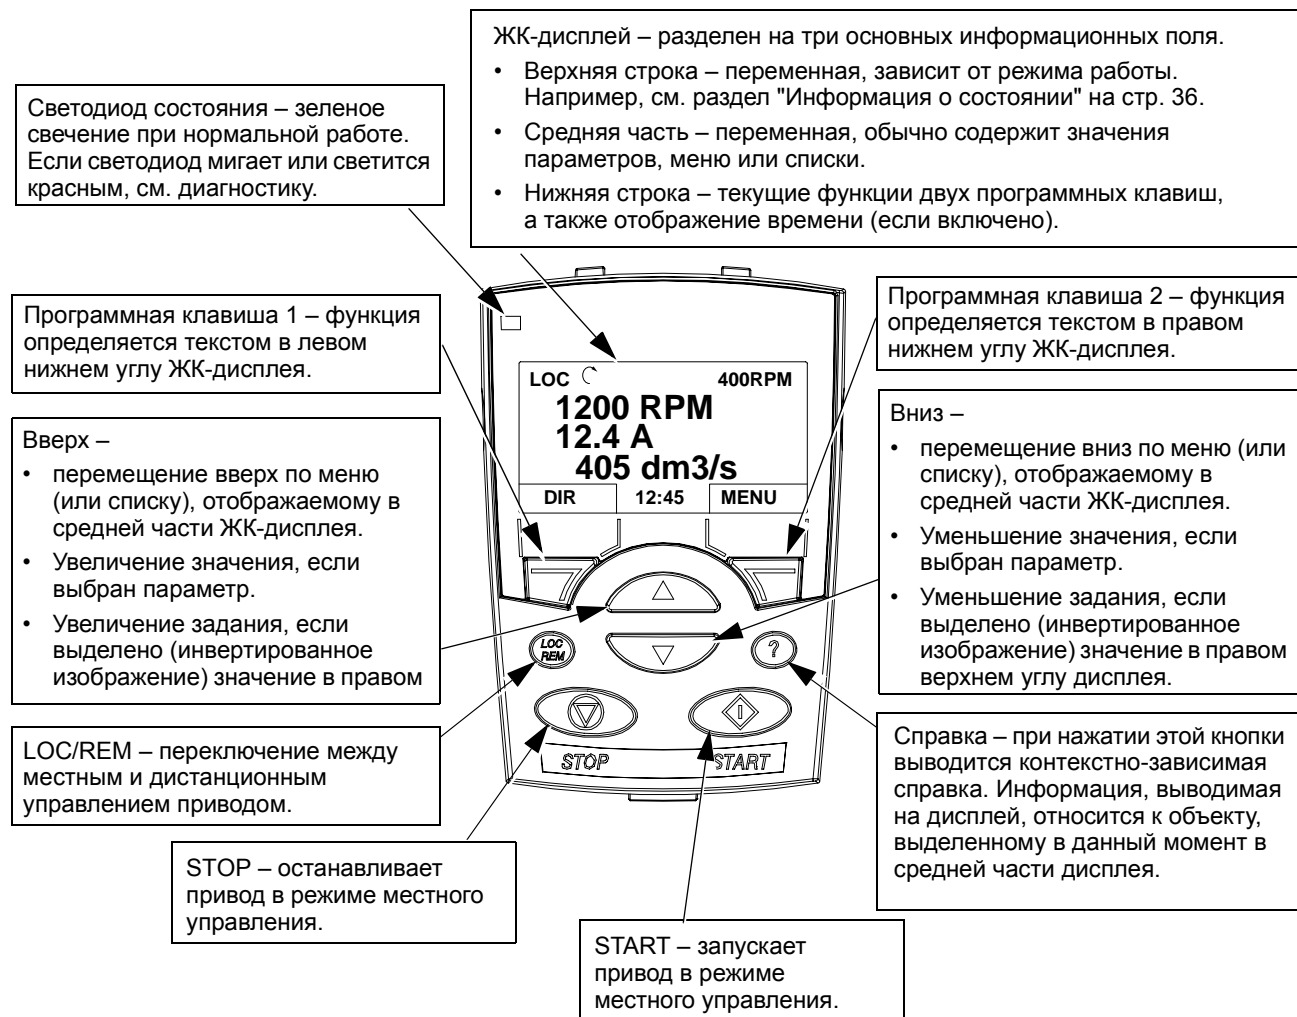 ЖК-дисплей – разделен на три основных информационных поля.
• Верхняя строка – переменная, зависит от режима работы.
Например, см. раздел "Информация о состоянии" на стр. 36.
• Средняя часть – переменная, обычно содержит значения
параметров, меню или списки.
• Нижняя строка – текущие функции двух программных клавиш,
а также отображение времени (если включено).
Светодиод состояния – зеленое
свечение при нормальной работе.
Если светодиод мигает или светится
красным, см. диагностику.
Программная клавиша 1 – функция
определяется текстом в левом
нижнем углу ЖК-дисплея.
Программная клавиша 2 – функция
определяется текстом в правом
нижнем углу ЖК-дисплея.
LOC 400RPM
1200 RPM
12.4 A
405 dm3/s
DIR 12:45 MENU
Вверх –
• перемещение вверх по меню
(или списку), отображаемому в
средней части ЖК-дисплея.
• Увеличение значения, если
выбран параметр.
• Увеличение задания, если
выделено (инвертированное
изображение) значение в правом
Вниз –
• перемещение вниз по меню (или
списку), отображаемому в
средней части ЖК-дисплея.
• Уменьшение значения, если
выбран параметр.
• Уменьшение задания, если
выделено (инвертированное
изображение) значение в правом
верхнем углу дисплея.
LOC
REM
?
STOP START
LOC/REM – переключение между
местным и дистанционным
управлением приводом.
Справка – при нажатии этой кнопки
выводится контекстно-зависимая
справка. Информация, выводимая
на дисплей, относится к объекту,
выделенному в данный момент в
средней части дисплея.
STOP – останавливает
привод в режиме местного
управления.
START – запускает
привод в режиме
местного управления.